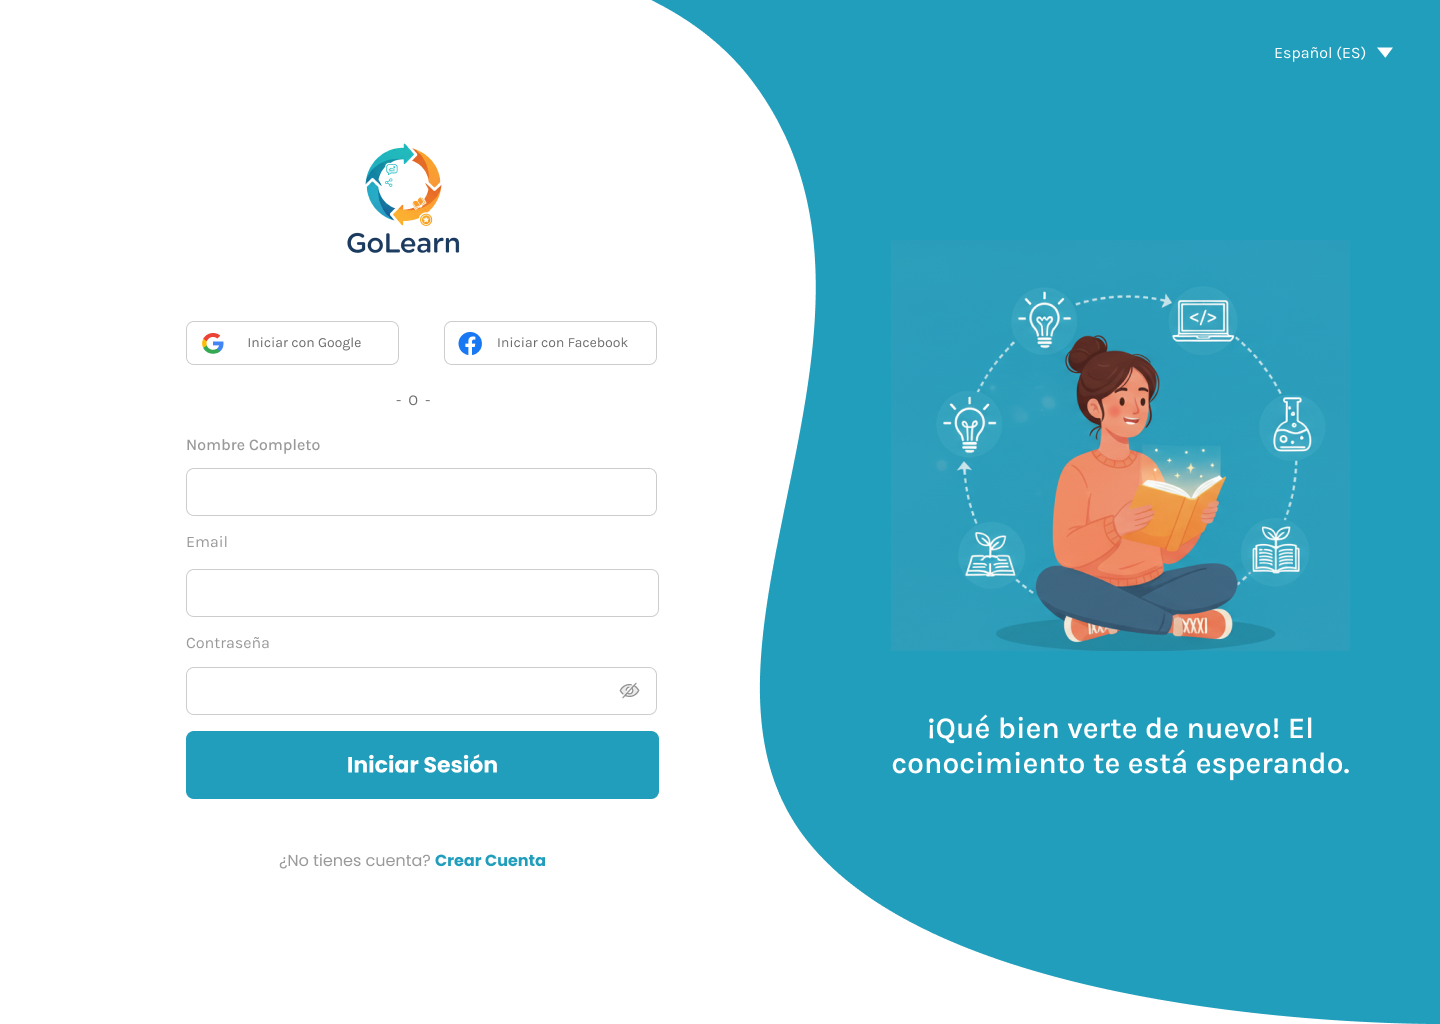 Español (ES)
GoLearn
Iniciar con Google
Iniciar con Facebook
- O -
Nombre Completo
Email
Contraseña
Iniciar Sesión
¿No tienes cuenta? Crear Cuenta
</>
¡Qué bien verte de nuevo! El
conocimiento te está esperando.